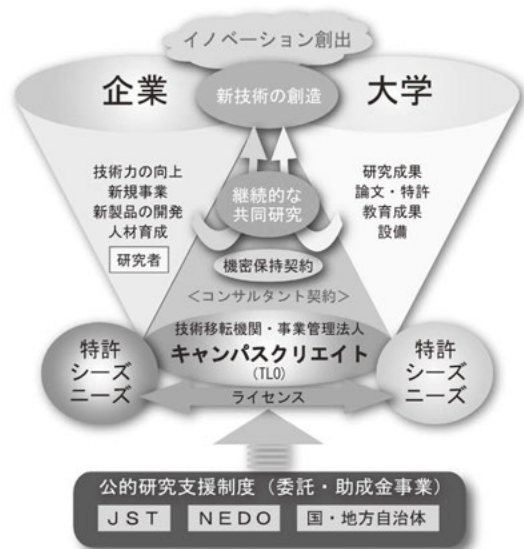 イノベーション創出
企業
新技術の創造
大学
技術力の向上
新規事業
新製品の開発
人材育成
研究者
継続的な
共同研究
研究成果
論文・特許
教育成果
設備
機密保持契約
<コンサルタント契約>
技術移転機関・事業管理法人
キャンパスクリエイト
(TLO)
ライセンス
特許
シーズ
ニーズ
特許
シーズ
ニーズ
公的研究支援制度（委託・助成金事業）
JST
NEDO
国・地方自治体